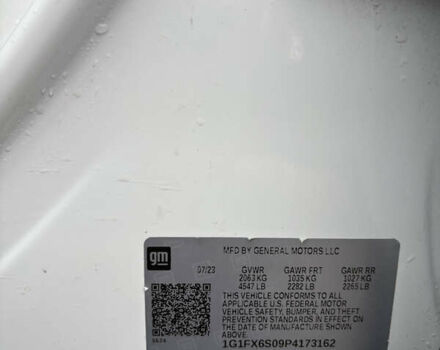 MFD BY GENERAL MOTORS LLC
gm
07/23 GVWR GAWR FRT GAWR RR
2063 KG 1035 KG 1027 KG
4547 LB 2282 LB 2265 LB
THIS VEHICLE CONFORMS TO ALL
APPLICABLE U.S. FEDERAL MOTOR
VEHICLE SAFETY, BUMPER, AND THEFT
PREVENTION STANDARDS IN EFFECT ON
THE DATE OF MANUFACTURE SHOWN
ABOVE.
1G1FX6S09P4173162